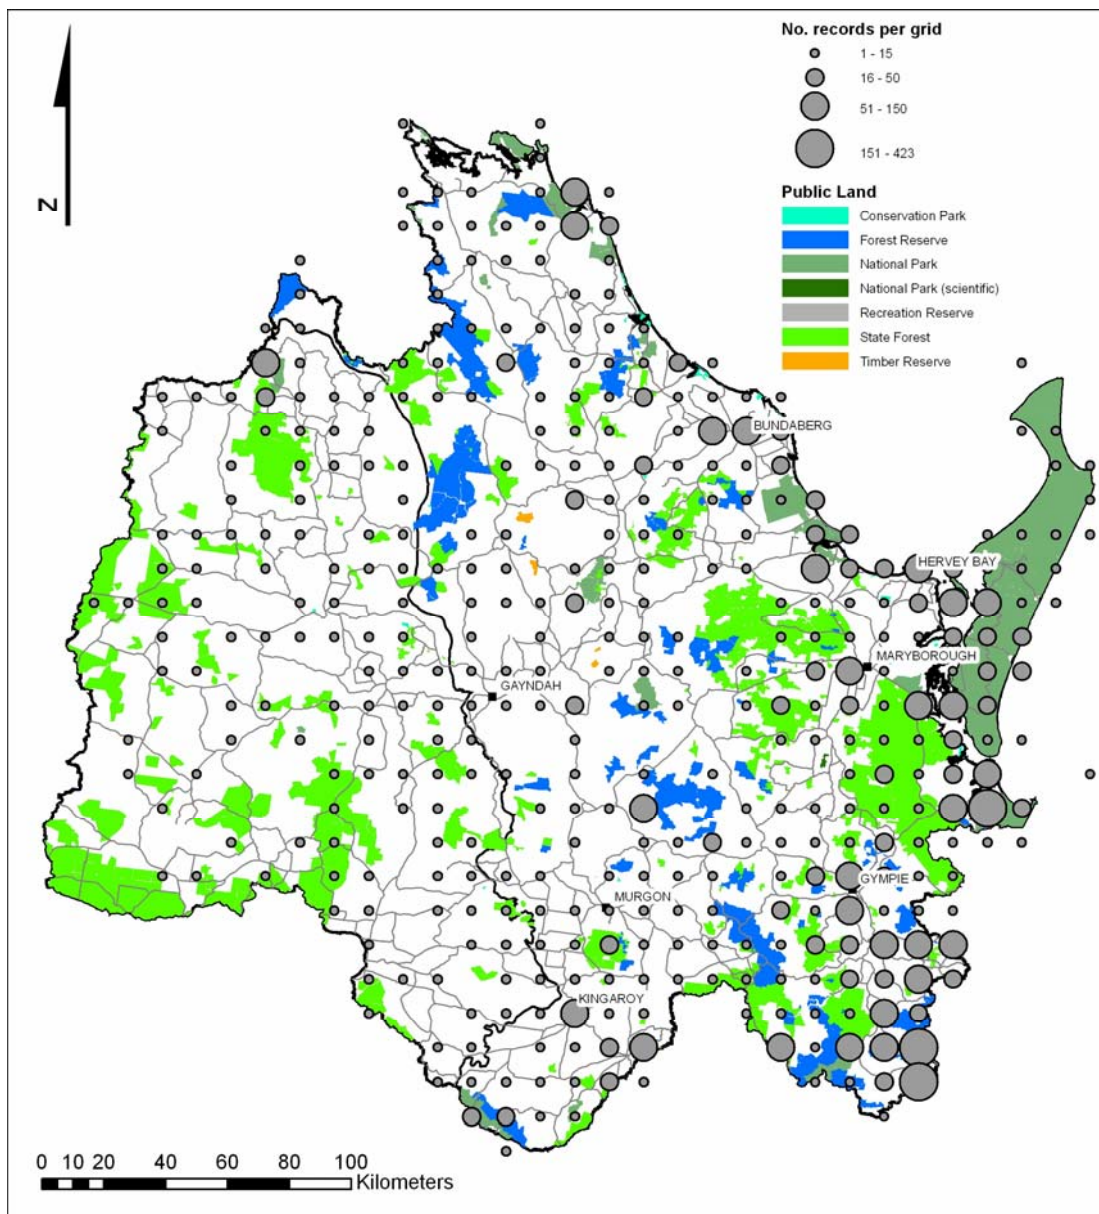 No. records per grid
1 - 15
16 - 50
51 - 150
151 - 423
Public Land
Conservation Park
Forest Reserve
National Park
National Park (scientific)
Recreation Reserve
State Forest
Timber Reserve
N
BUNDABERG
HERVEY BAY
MARYBOROUGH
GAYNDAH
GYMPIE
MURGON
KINGAROY
0 10 20 40 60 80 100
Kilometers